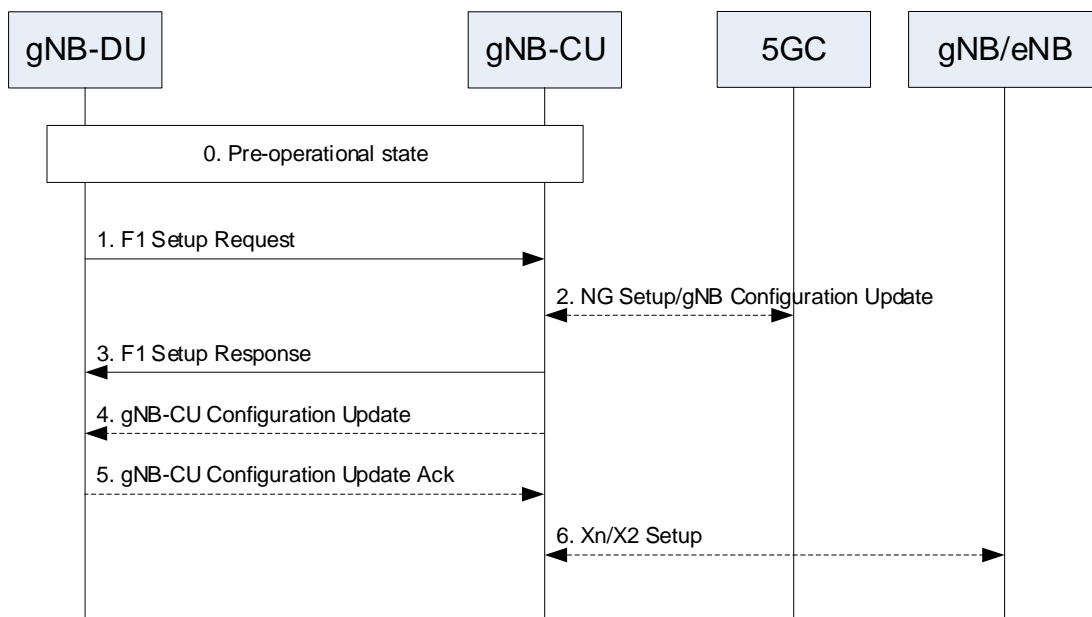 gNB-DU
gNB-CU
5GC
gNB/eNB
0. Pre-operational state
1. F1 Setup Request
2. NG Setup/gNB Configuration Update
3. F1 Setup Response
4. gNB-CU Configuration Update
5. gNB-CU Configuration Update Ack
6. Xn/X2 Setup